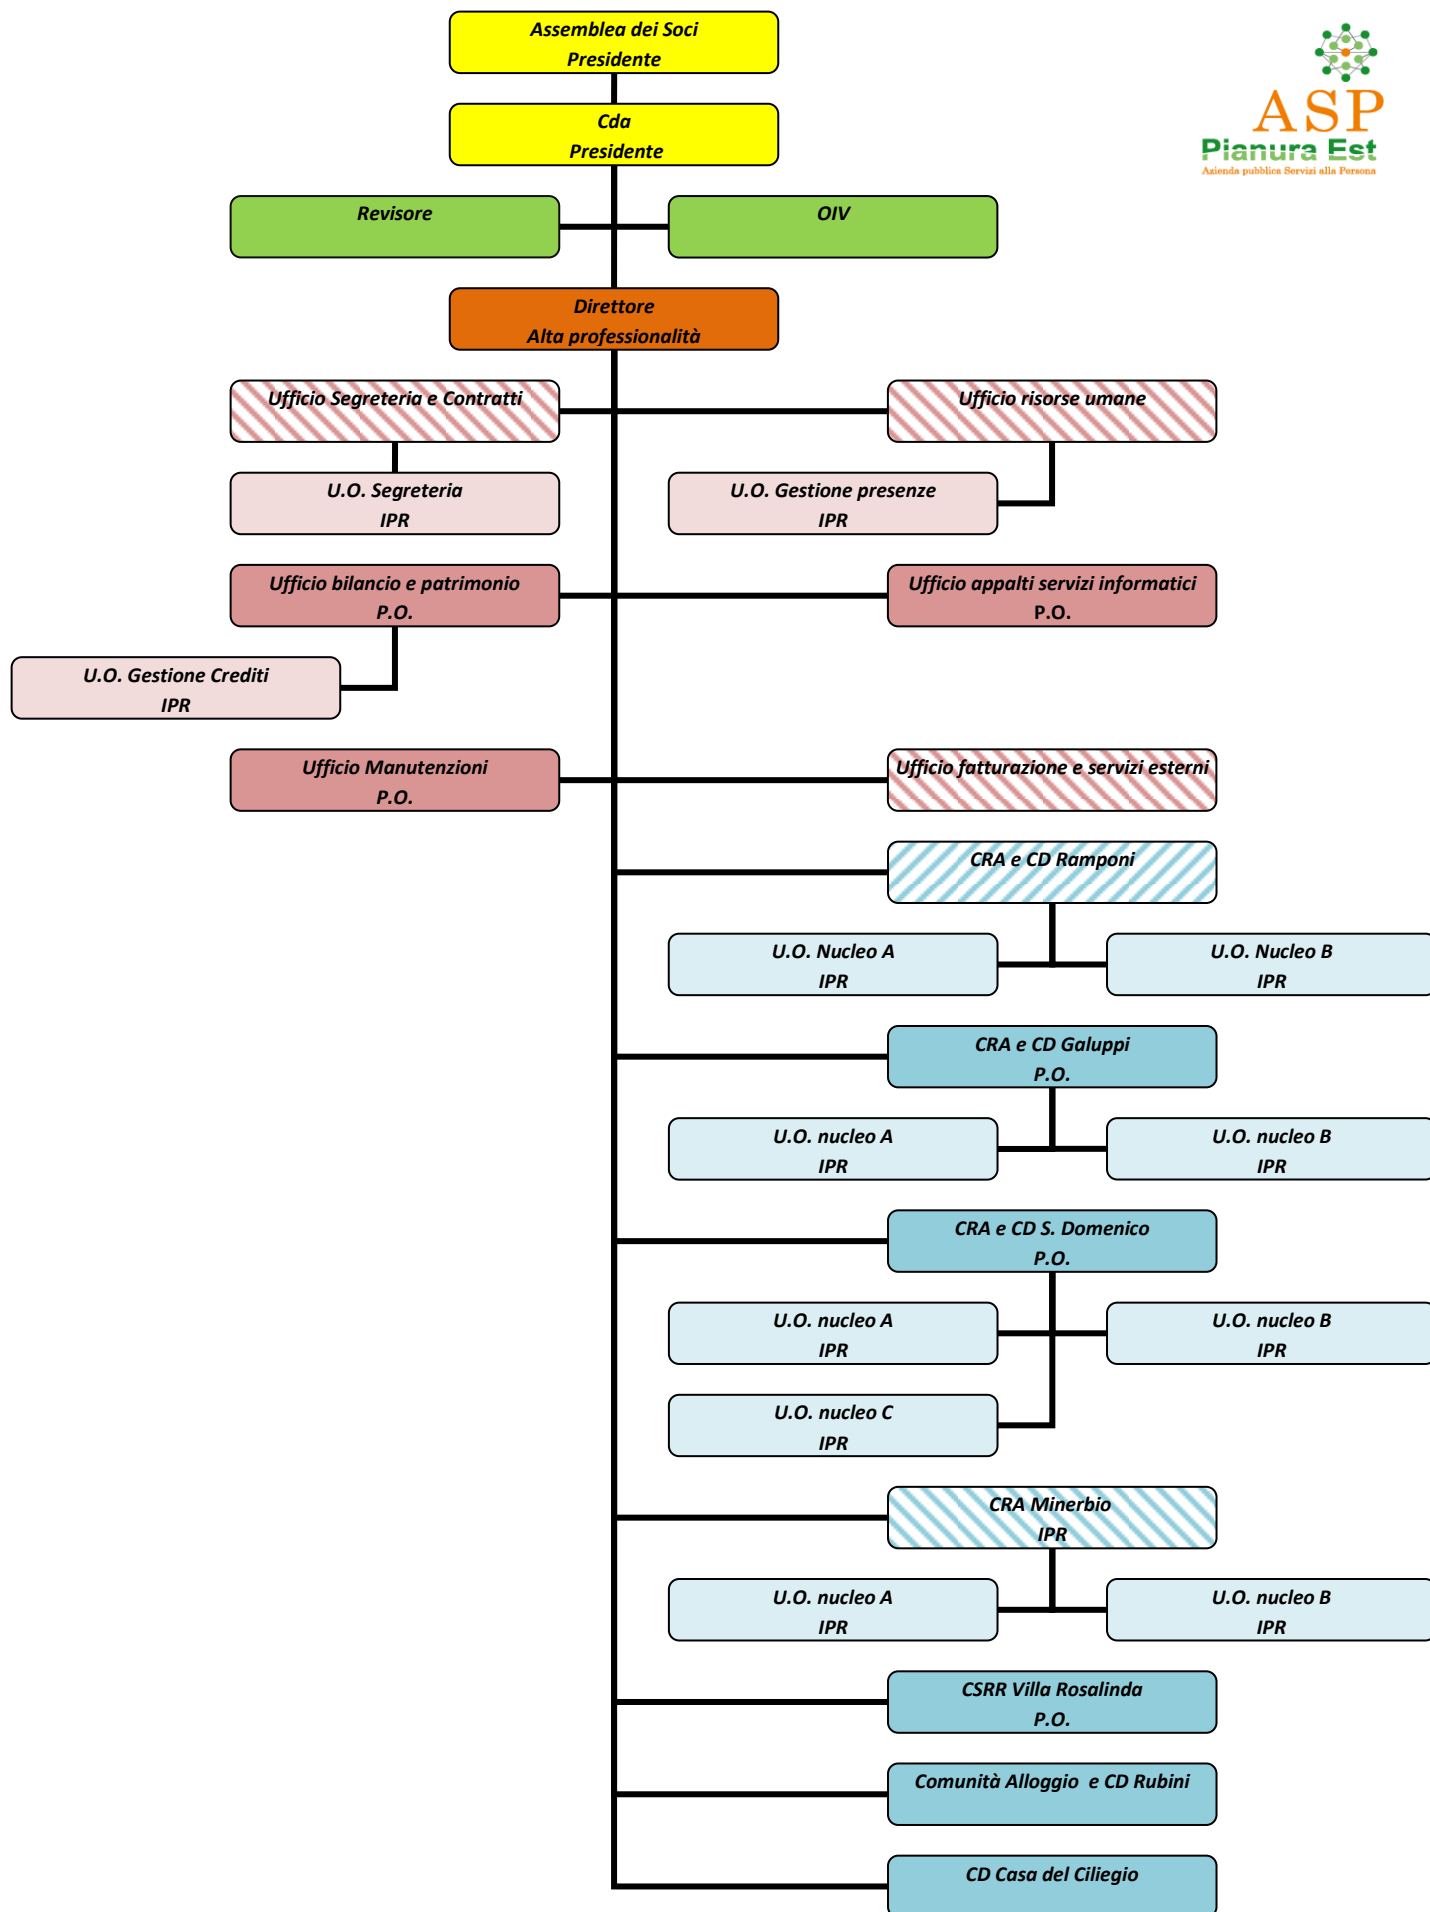 Assemblea dei Soci
Presidente
ASP
Pianura Est
Azienda pubblica Servizi alla Persona
Cda
Presidente
Revisore
OIV
Direttore
Alta professionalità
Ufficio Segreteria e Contratti
Ufficio risorse umane
U.O. Segreteria
IPR
U.O. Gestione presenze
IPR
Ufficio bilancio e patrimonio
P.O.
Ufficio appalti servizi informatici
P.O.
U.O. Gestione Crediti
IPR
Ufficio Manutenzioni
P.O.
Ufficio fatturazione e servizi esterni
CRA e CD Ramponi
U.O. Nucleo A
IPR
U.O. Nucleo B
IPR
CRA e CD Galuppi
P.O.
U.O. nucleo A
IPR
U.O. nucleo B
IPR
CRA e CD S. Domenico
P.O.
U.O. nucleo A
IPR
U.O. nucleo B
IPR
U.O. nucleo C
IPR
CRA Minerbio
IPR
U.O. nucleo A
IPR
U.O. nucleo B
IPR
CSRR Villa Rosalinda
P.O.
Comunità Alloggio e CD Rubini
CD Casa del Ciliegio